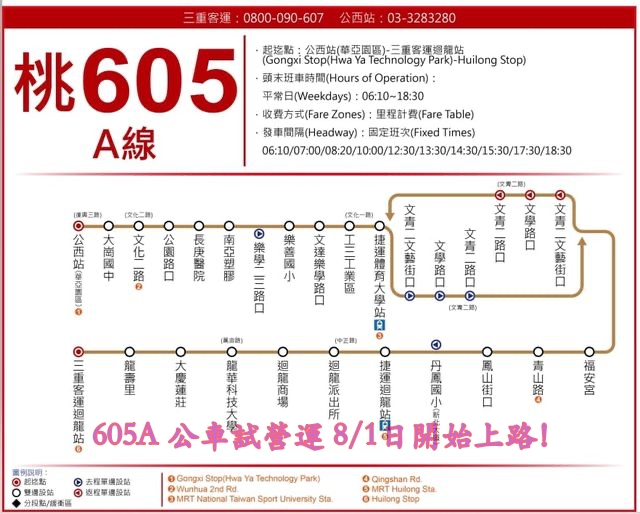 三重客運：0800-090-607　公西站：03-3283280
桃605
A線
· 起迄點：公西站(華亞園區)-三重客運迴龍站
(Gongxi Stop(Hwa Ya Technology Park)-Huilong Stop)
· 頭末班車時間(Hours of Operation)：
平常日(Weekdays)：06:10~18:30
· 收費方式(Fare Zones)：里程計費(Fare Table)
· 發車間隔(Headway)：固定班次(Fixed Times)
06:10/07:00/08:20/10:00/12:30/13:30/14:30/15:30/17:30/18:30
(復興三路)
(文化二路)
(文化一路)
(文青二路)
公西站(華亞園區)
1
大崗國中
文化二路
2
公園路口
長庚醫院
南亞塑膠
樂學二三路口
樂善國小
文達樂學路口
工三工業區
捷運體育大學站
3
文青二文藝街口
文學路口
文青二路口
(文青二路)
文青二路口
文學路口
文青二文藝街口
(萬壽路)
(中正路)
三重客運迴龍站
6
龍壽里
大慶蓮莊
龍華科技大學
迴龍商場
迴龍派出所
捷運迴龍站
5
丹鳳國小
鳳山街口
青山路
4
福安宮
605A 公車試營運 8/1日開始上路!
圖例說明：
起迄點
雙邊設站
分段點/緩衝區
去程單邊設站
返程單邊設站
1 Gongxi Stop(Hwa Ya Technology Park)
2 Wunhua 2nd Rd.
3 MRT National Taiwan Sport University Sta.
4 Qingshan Rd.
5 MRT Huilong Sta.
6 Huilong Stop